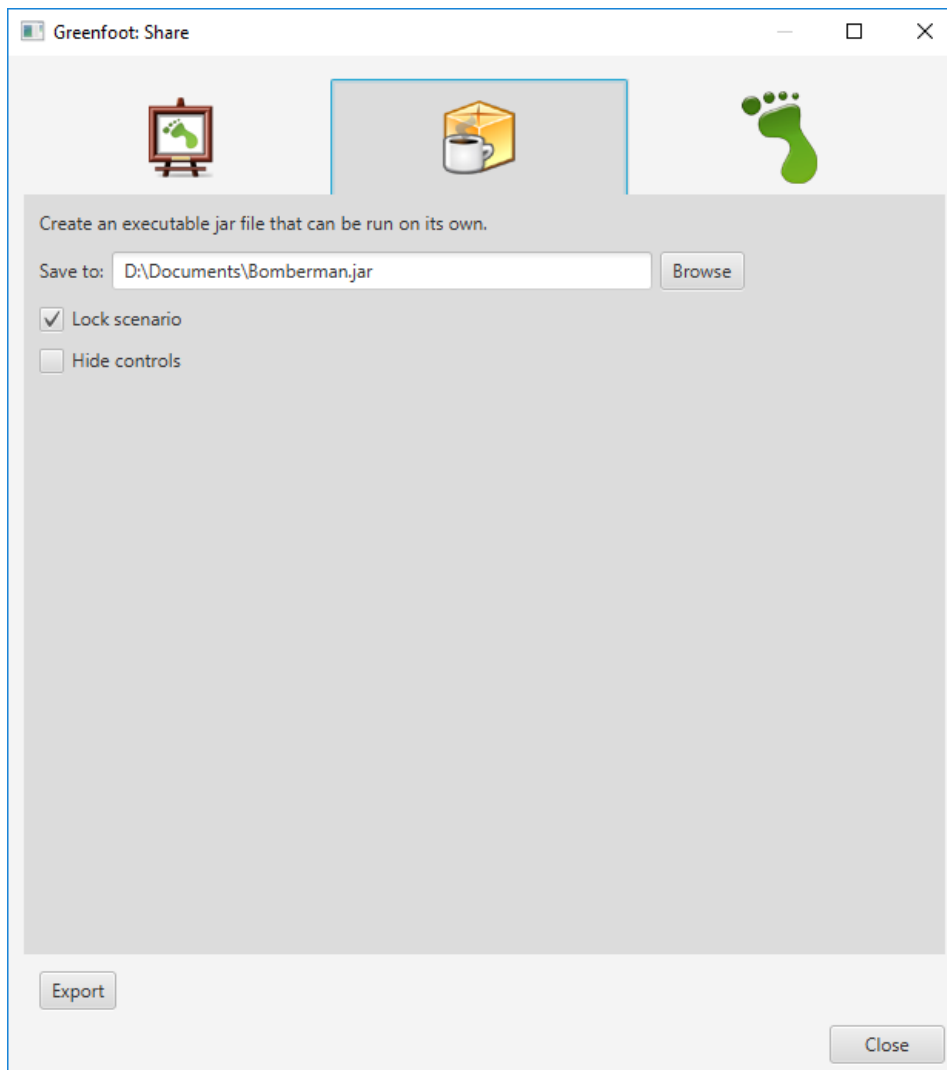 Greenfoot: Share
Create an executable jar file that can be run on its own.
Save to: D:\Documents\Bomberman.jar Browse
Lock scenario
Hide controls
Export
Close